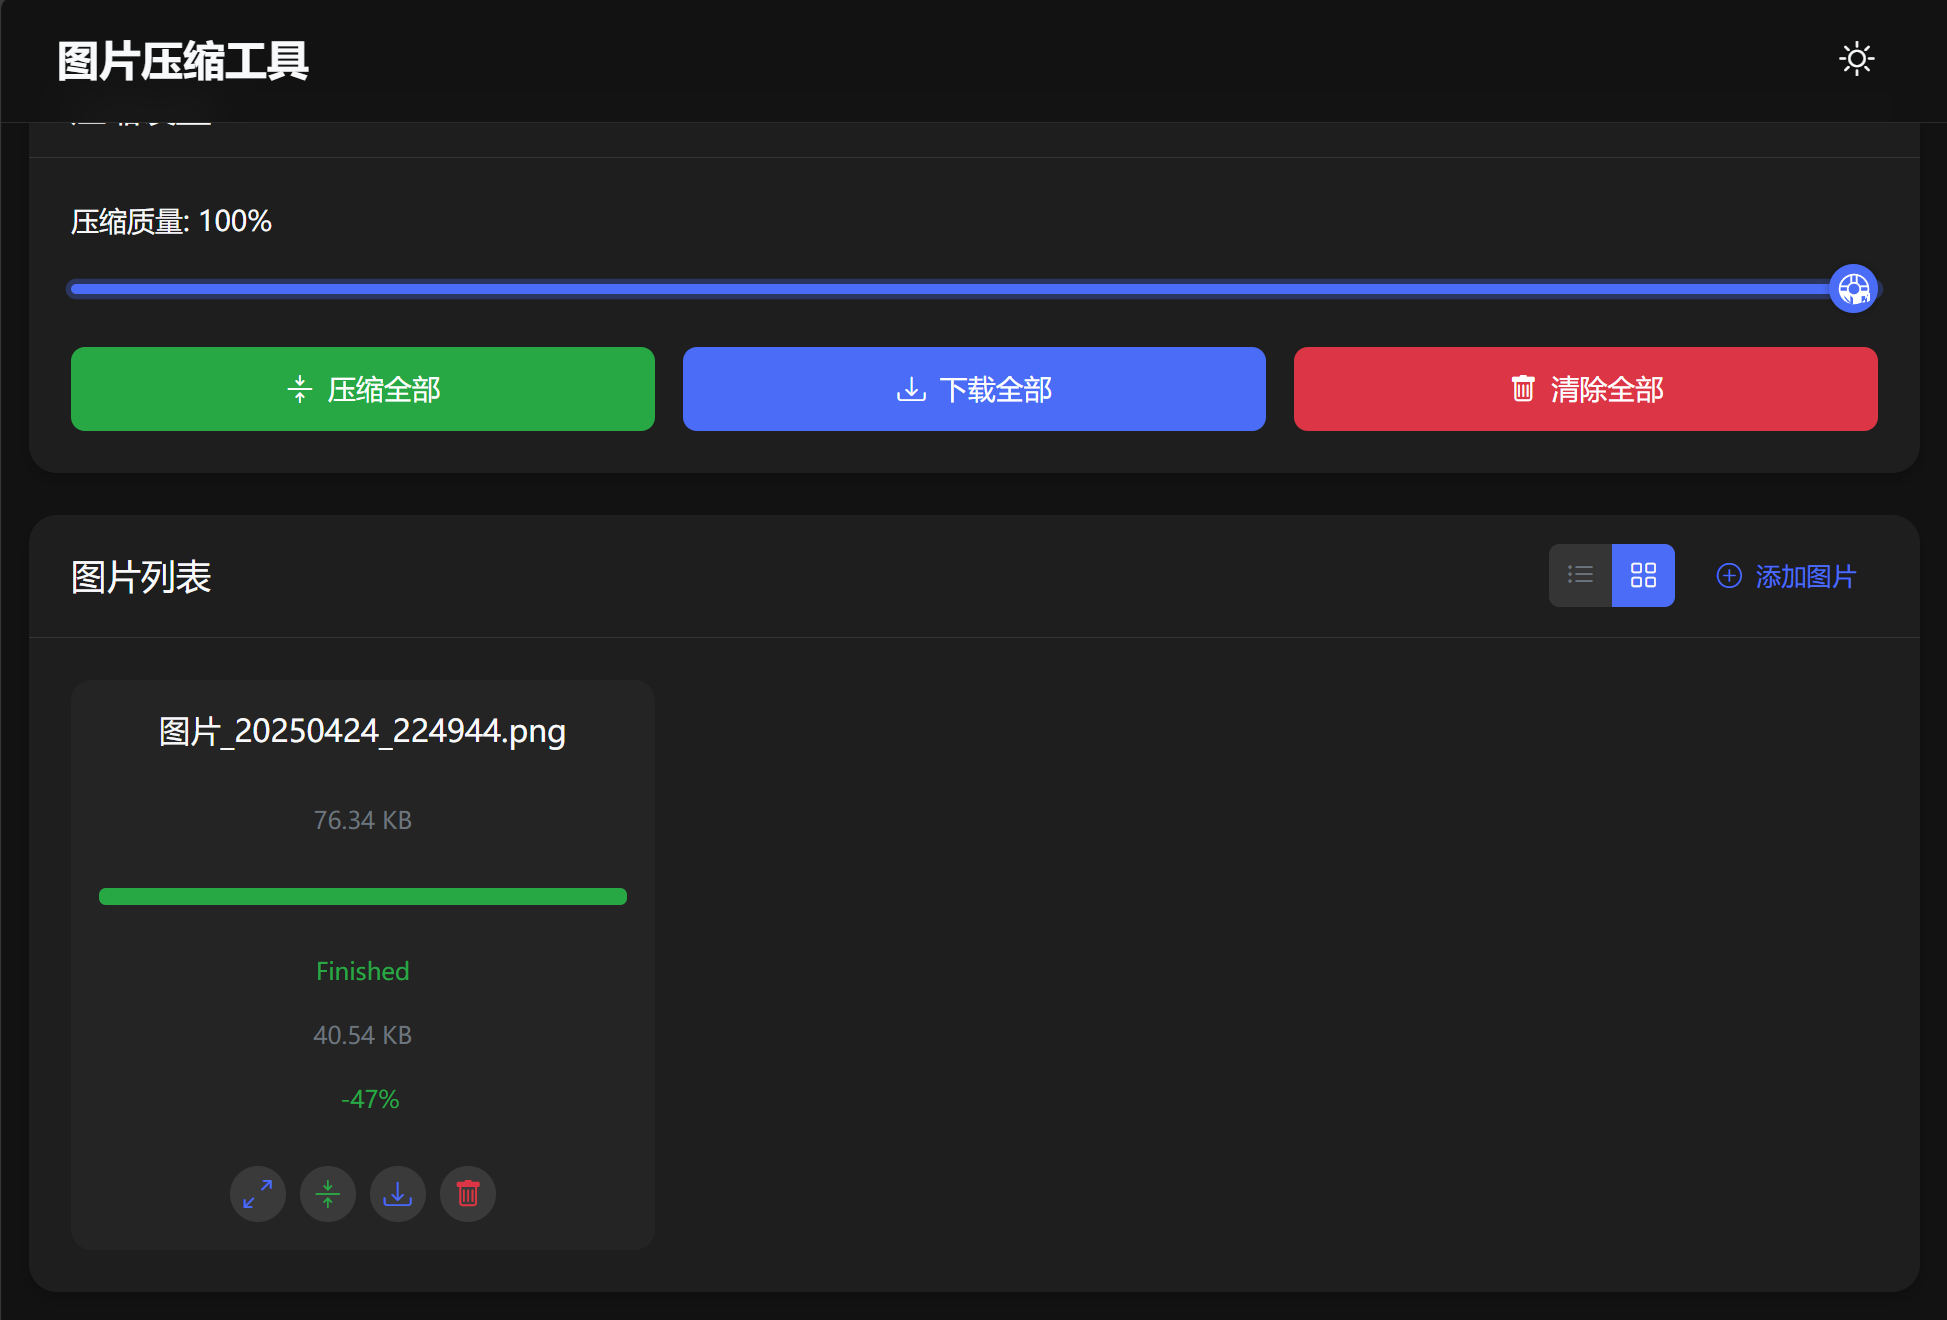 图片压缩工具
压缩质量: 100%
压缩全部
下载全部
清除全部
图片列表
添加图片
图片_20250424_224944.png
76.34 KB
Finished
40.54 KB
-47%